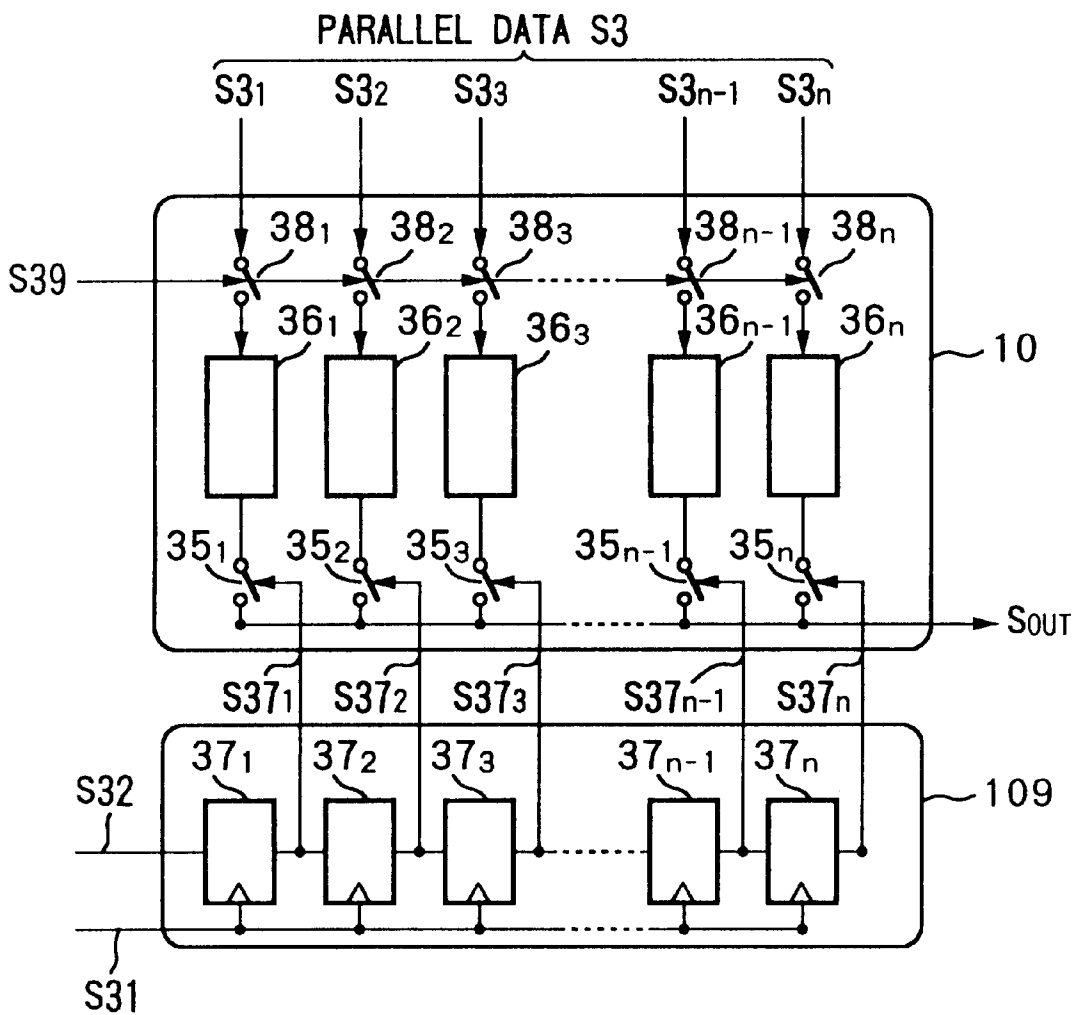 PARALLEL DATA S3
S3₁ S3₂ S3₃ S3ₙ₋₁ S3ₙ
38₁ 38₂ 38₃ 38ₙ₋₁ 38ₙ
S39
36₁ 36₂ 36₃ 36ₙ₋₁ 36ₙ
10
35₁ 35₂ 35₃ 35ₙ₋₁ 35ₙ
SOUT
S37₁ S37₂ S37₃ S37ₙ₋₁ S37ₙ
37₁ 37₂ 37₃ 37ₙ₋₁ 37ₙ
S32
109
S31